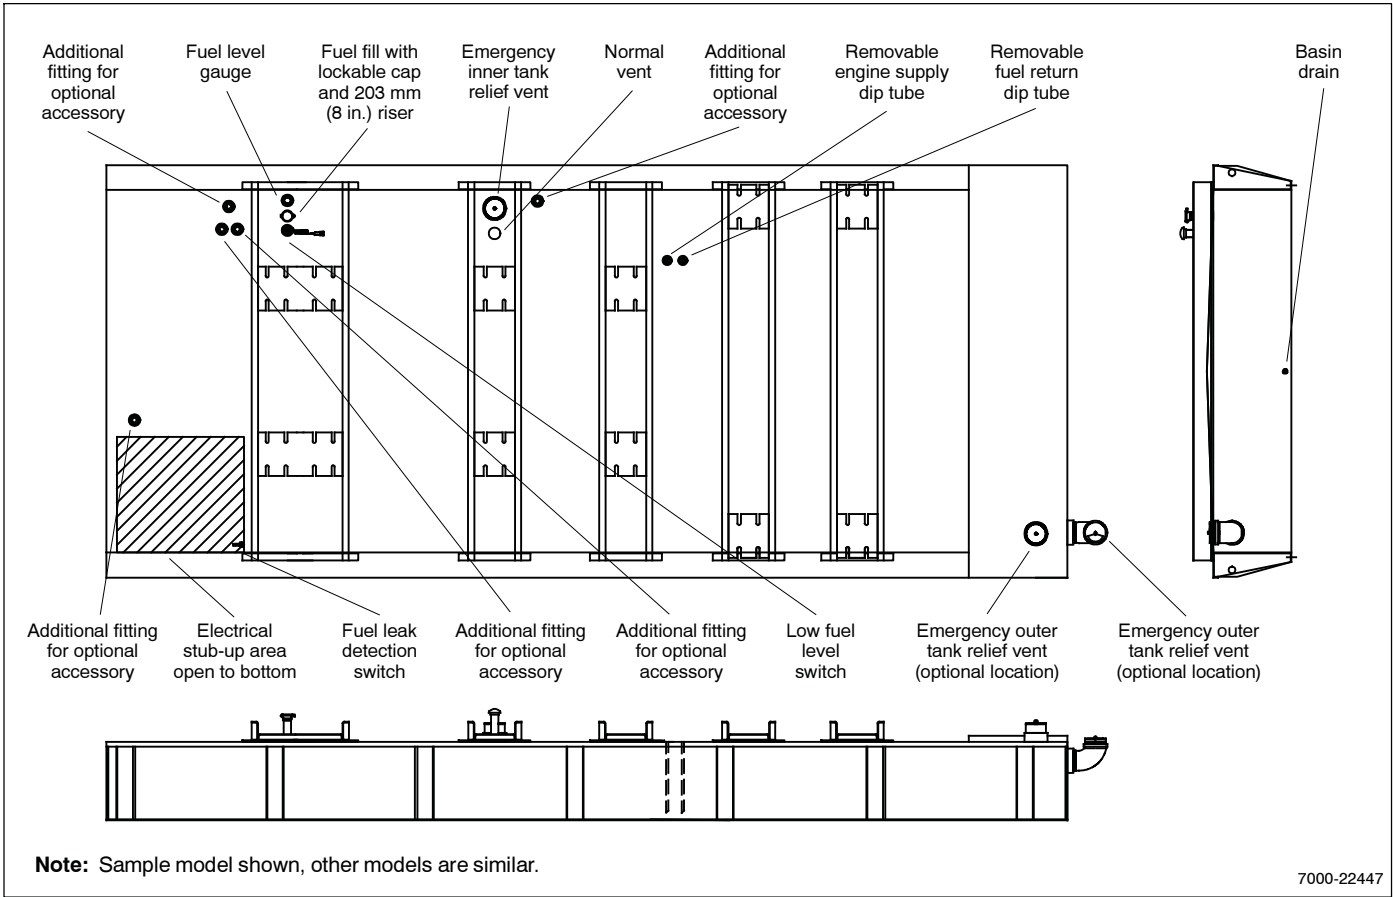 Additional
fitting for
optional
accessory
Fuel level
gauge
Fuel fill with
lockable cap
and 203 mm
(8 in.) riser
Emergency
inner tank
relief vent
Normal
vent
Additional
fitting for
optional
accessory
Removable
engine supply
dip tube
Removable
fuel return
dip tube
Basin
drain
Additional fitting
for optional
accessory
Electrical
stub-up area
open to bottom
Fuel leak
detection
switch
Additional fitting
for optional
accessory
Additional fitting
for optional
accessory
Low fuel
level
switch
Emergency outer
tank relief vent
(optional location)
Emergency outer
tank relief vent
(optional location)
Note: Sample model shown, other models are similar.
7000-22447